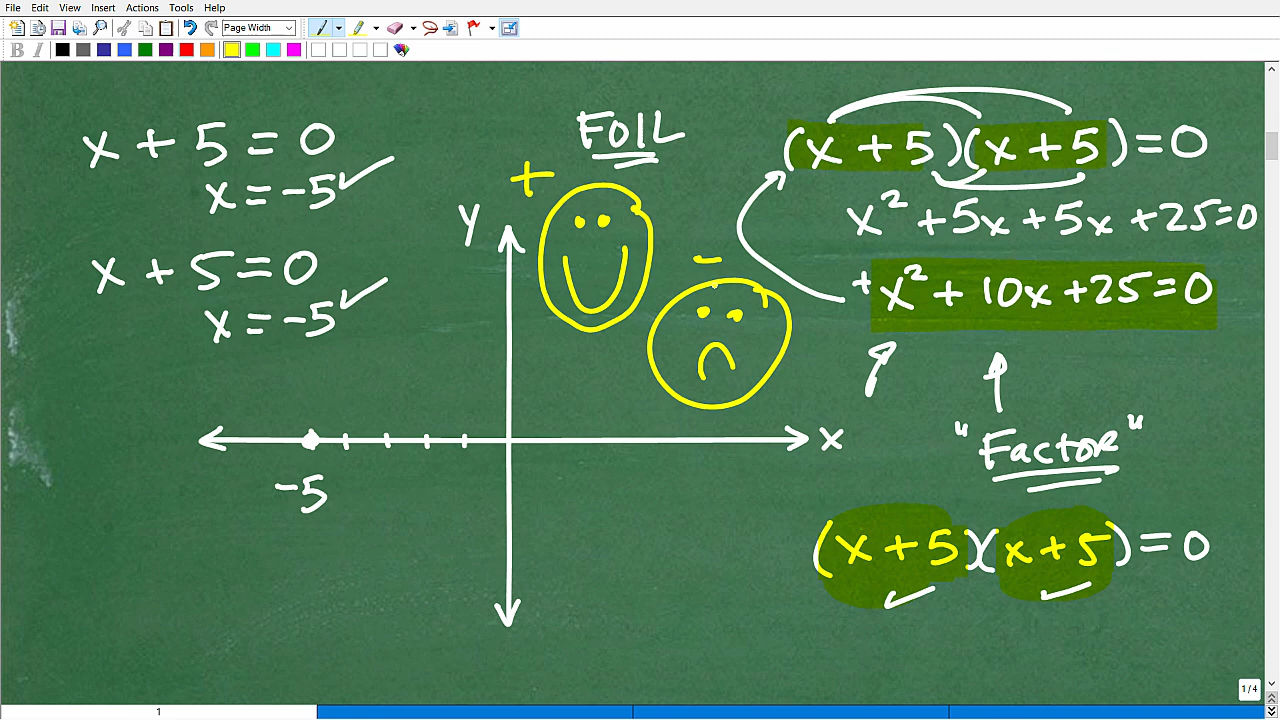 File Edit View Insert Actions Tools Help
Page Width
B I
x + 5 = 0
x = -5
x + 5 = 0
x = -5
FOIL
+
-
y
x
-5
(x + 5)(x + 5) = 0
x² + 5x + 5x + 25 = 0
+x² + 10x + 25 = 0
"Factor"
(x + 5)(x + 5) = 0
1/4
1